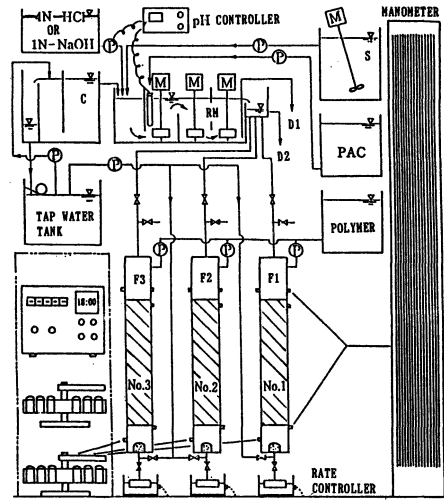 MANOMETER
4N-HCl
OR
1N-NaOH
pH CONTROLLER
P
P
P
M
S
M
M
M
C
RM
D1
D2
P
P
PAC
TAP WATER
TANK
POLYMER
P
P
P
F3
F2
F1
18:00
No.3
No.2
No.1
RATE
CONTROLLER